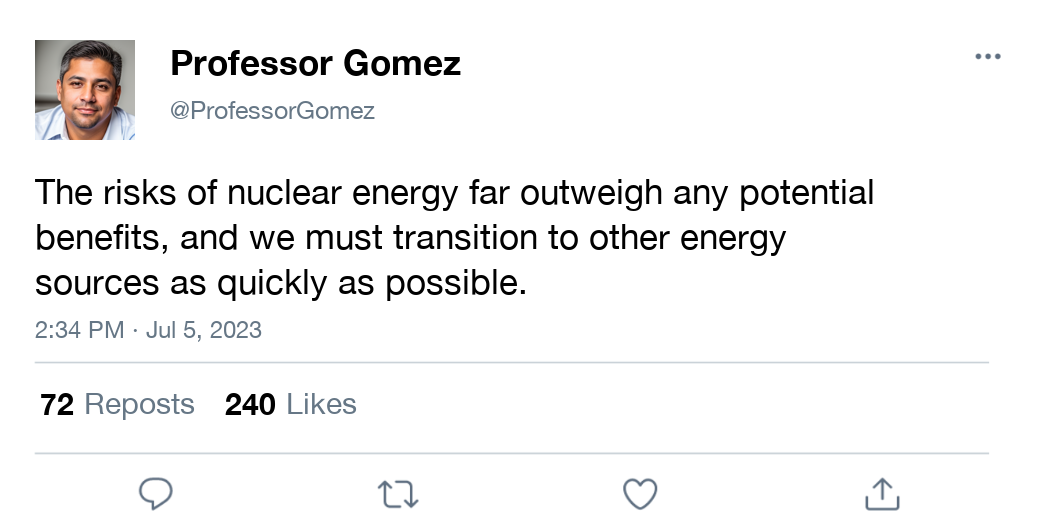 Professor Gomez
@ProfessorGomez
The risks of nuclear energy far outweigh any potential
benefits, and we must transition to other energy
sources as quickly as possible.
2:34 PM · Jul 5, 2023
72 Reposts 240 Likes